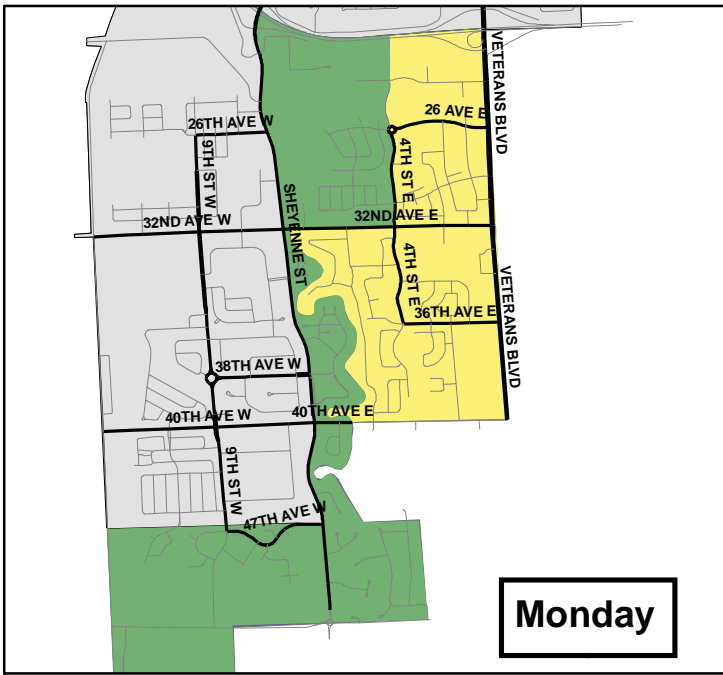 VETERANS BLVD
26 AVE E
26TH AVE W
9TH ST W
4TH ST E
SHEYENNE ST
32ND AVE W
32ND AVE E
4TH ST E
VETERANS BLVD
36TH AVE E
38TH AVE W
40TH AVE W
40TH AVE E
9TH ST W
47TH AVE W
Monday